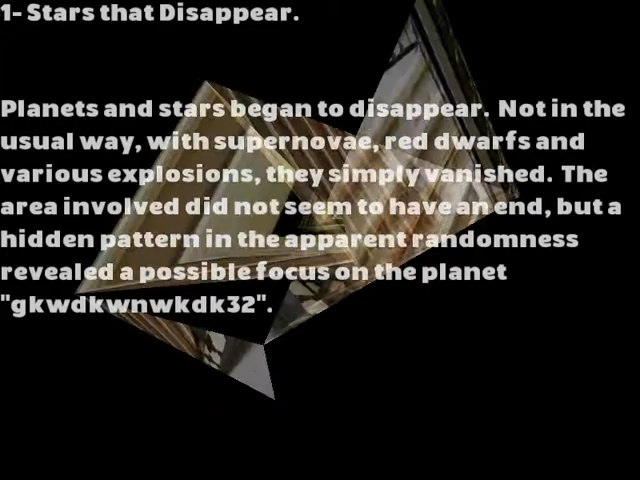 1- Stars that Disappear.
Planets and stars began to disappear. Not in the
usual way, with supernovae, red dwarfs and
various explosions, they simply vanished. The
area involved did not seem to have an end, but a
hidden pattern in the apparent randomness
revealed a possible focus on the planet
"gkwdkwnwkdk32".